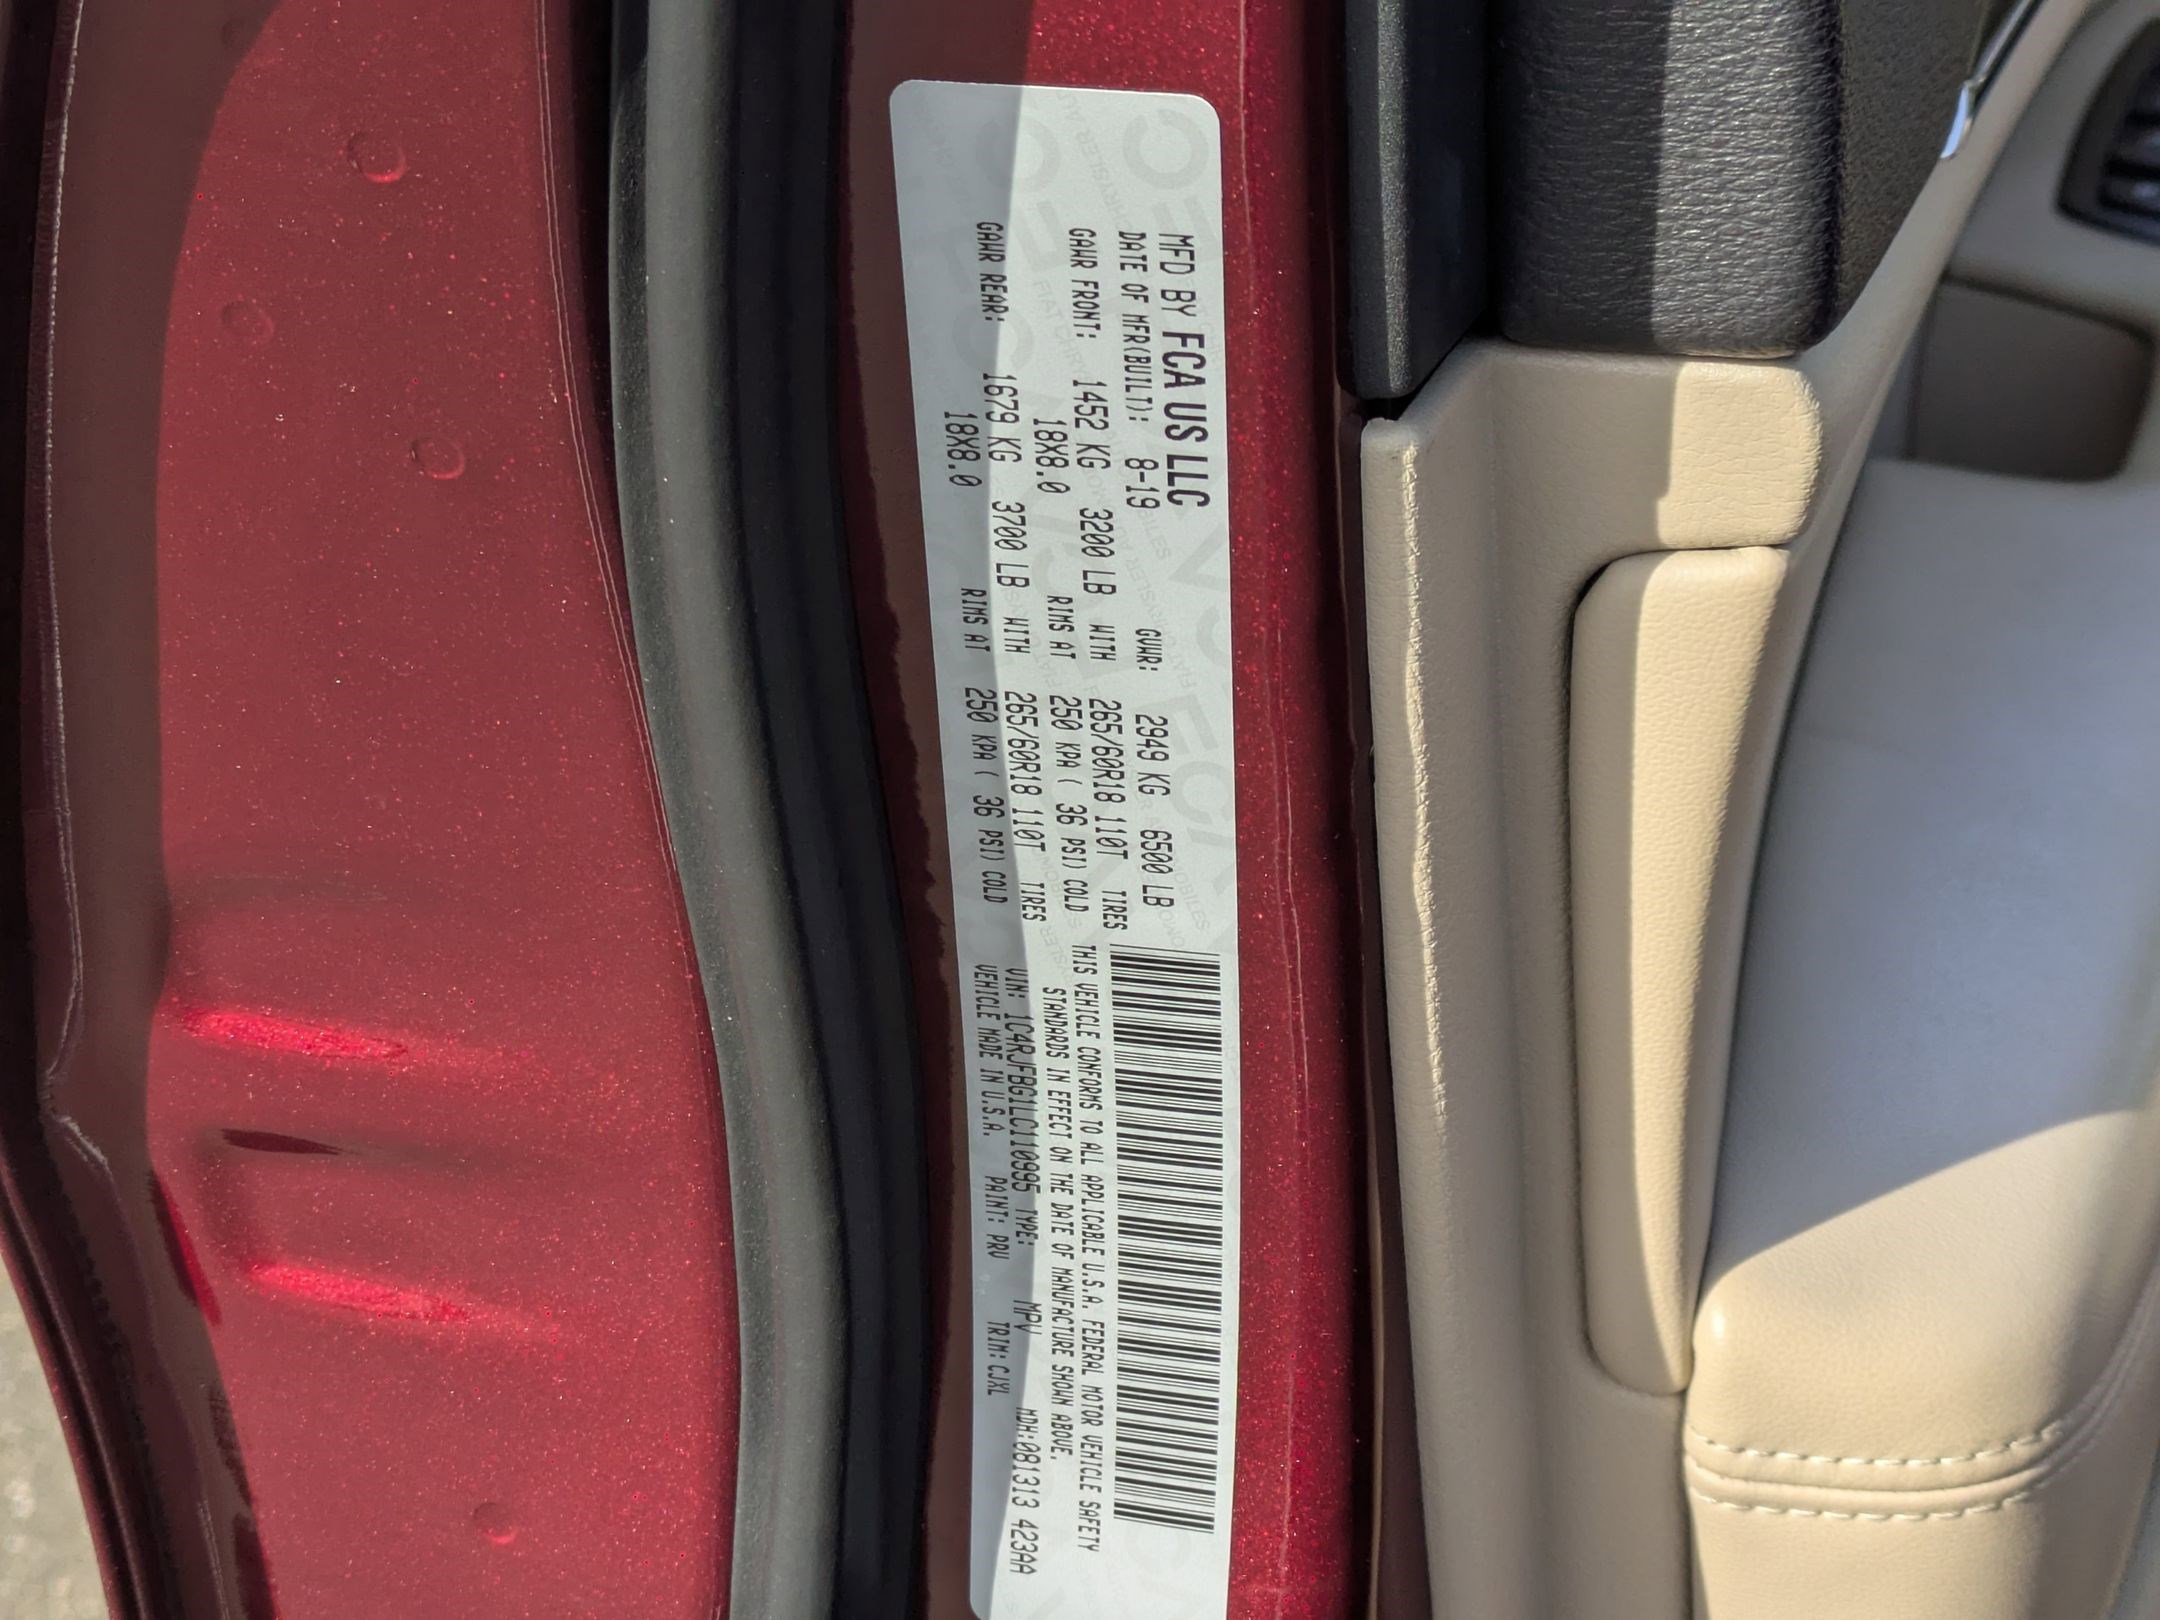 MFD BY FCA US LLC
DATE OF MFR(BUILT): 8-19 GVWR: 2949 KG 6500 LB
GAWR FRONT: 1452 KG 3200 LB WITH 265/60R18 110T TIRES
18X8.0 RIMS AT 250 KPA ( 36 PSI) COLD
GAWR REAR: 1679 KG 3700 LB WITH 265/60R18 110T TIRES
18X8.0 RIMS AT 250 KPA ( 36 PSI) COLD
THIS VEHICLE CONFORMS TO ALL APPLICABLE U.S.A. FEDERAL MOTOR VEHICLE SAFETY
STANDARDS IN EFFECT ON THE DATE OF MANUFACTURE SHOWN ABOVE.
VIN: 1C4RJFBG1LC110995 TYPE: MPV MDH:081313 423AA
VEHICLE MADE IN U.S.A. PAINT: PRV TRIM:CJXL